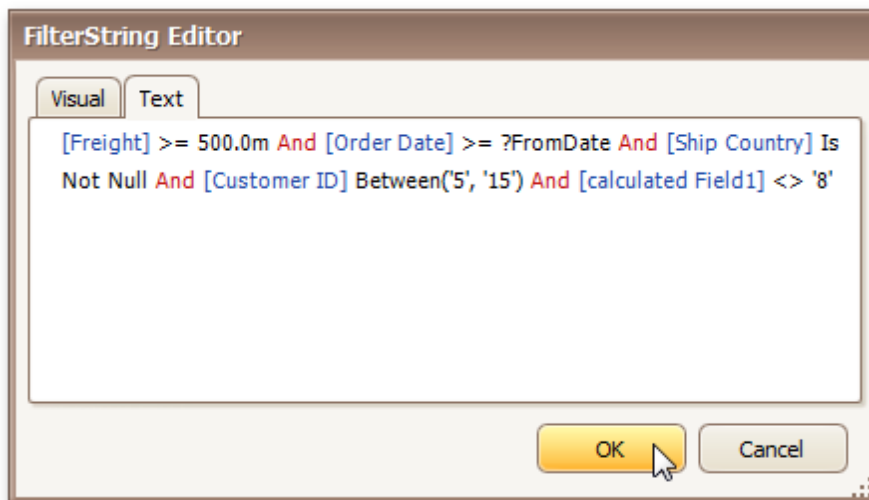 FilterString Editor
Visual Text
[Freight] >= 500.0m And [Order Date] >= ?FromDate And [Ship Country] Is
Not Null And [Customer ID] Between('5', '15') And [calculated Field1] <> '8'
OK Cancel